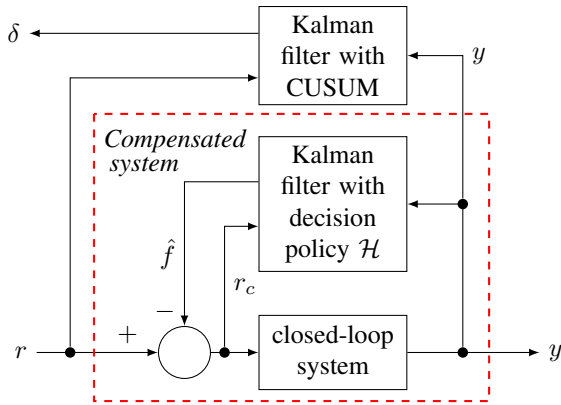 δ
Kalman
filter with
CUSUM
y
Compensated
system
Kalman
filter with
decision
policy ℋ
f̂
r_c
−
+
r
closed-loop
system
y